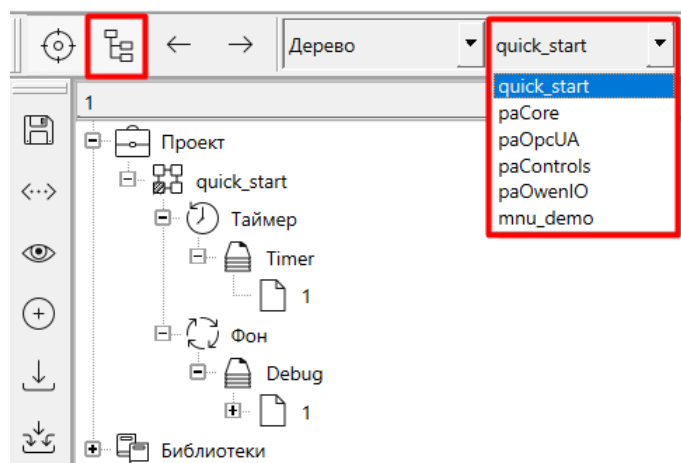 Дерево
quick_start
quick_start
paCore
paOpcUA
paControls
paOwenIO
mnu_demo
1
Проект
quick_start
Таймер
Timer
1
Фон
Debug
1
Библиотеки